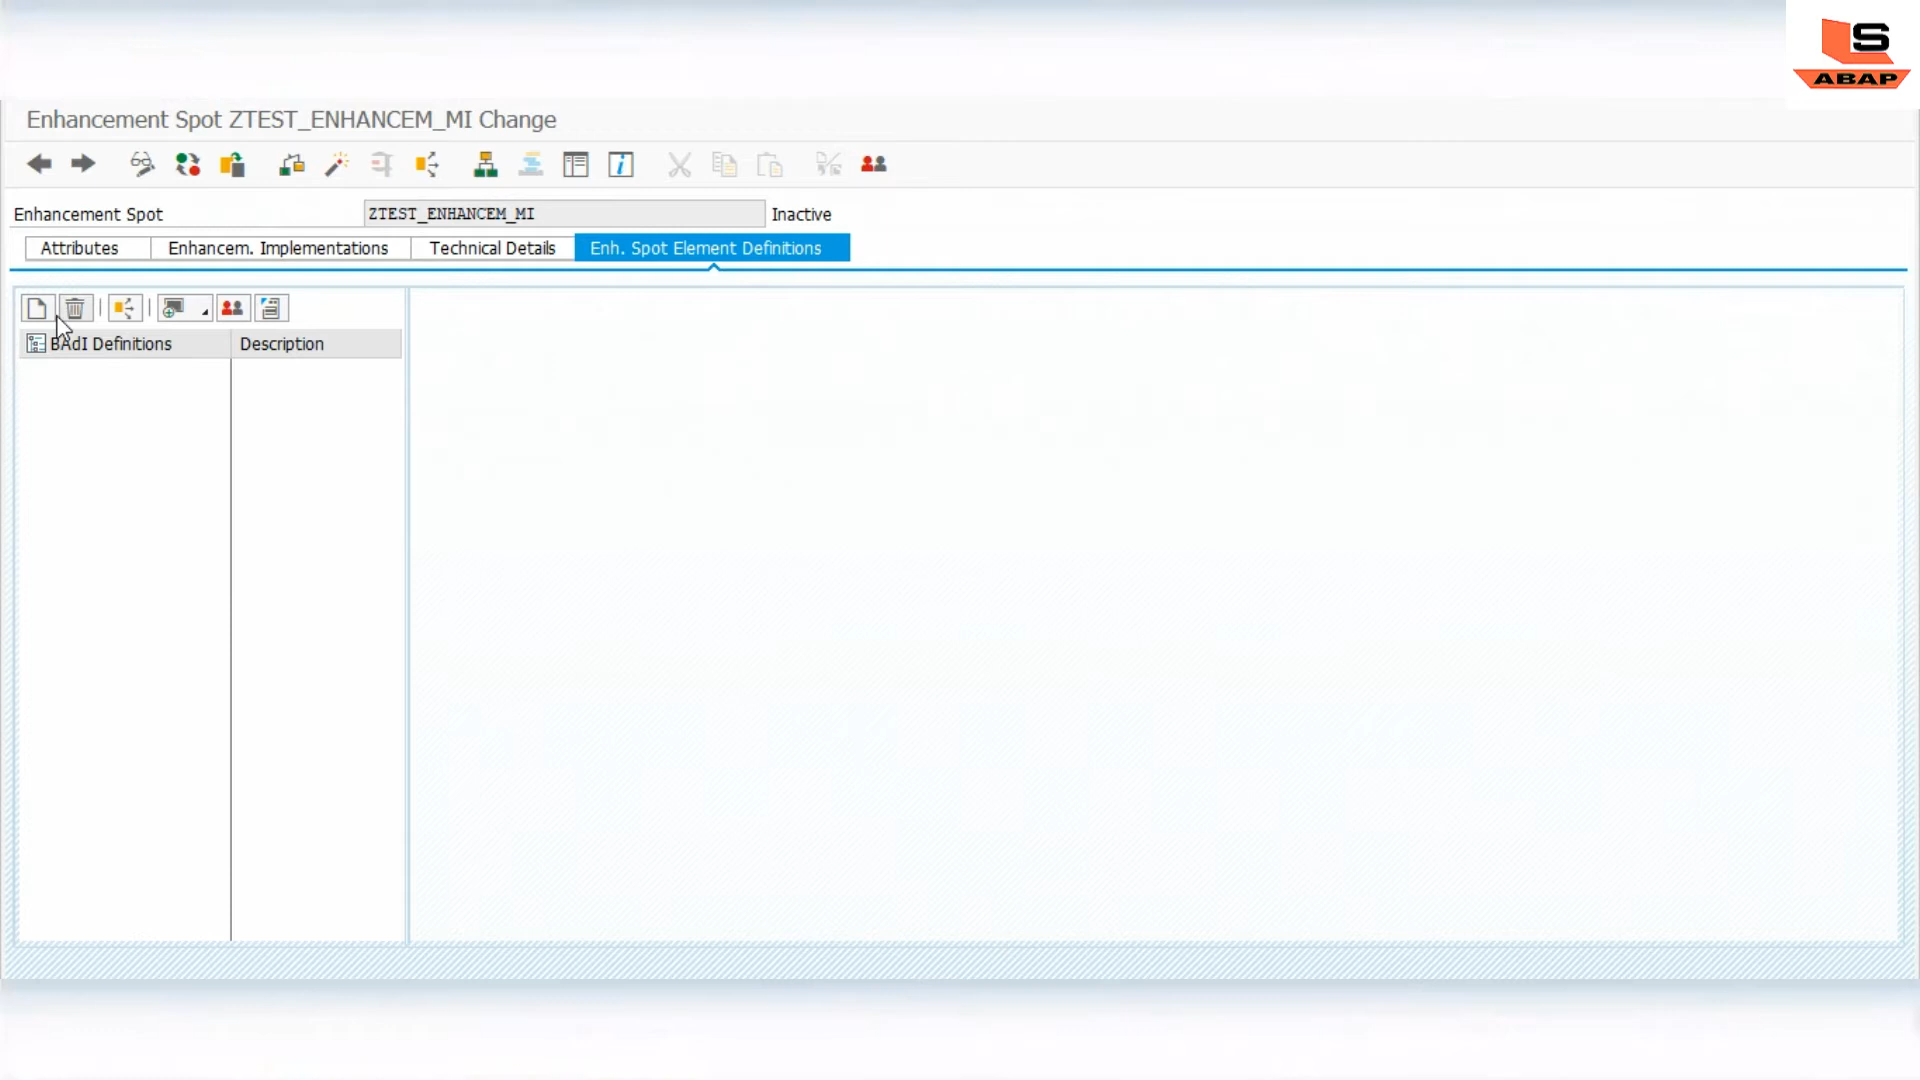 S
ABAP
Enhancement Spot ZTEST_ENHANCEM_MI Change
Enhancement Spot ZTEST_ENHANCEM_MI Inactive
Attributes Enhancem. Implementations Technical Details Enh. Spot Element Definitions
BAdI Definitions Description